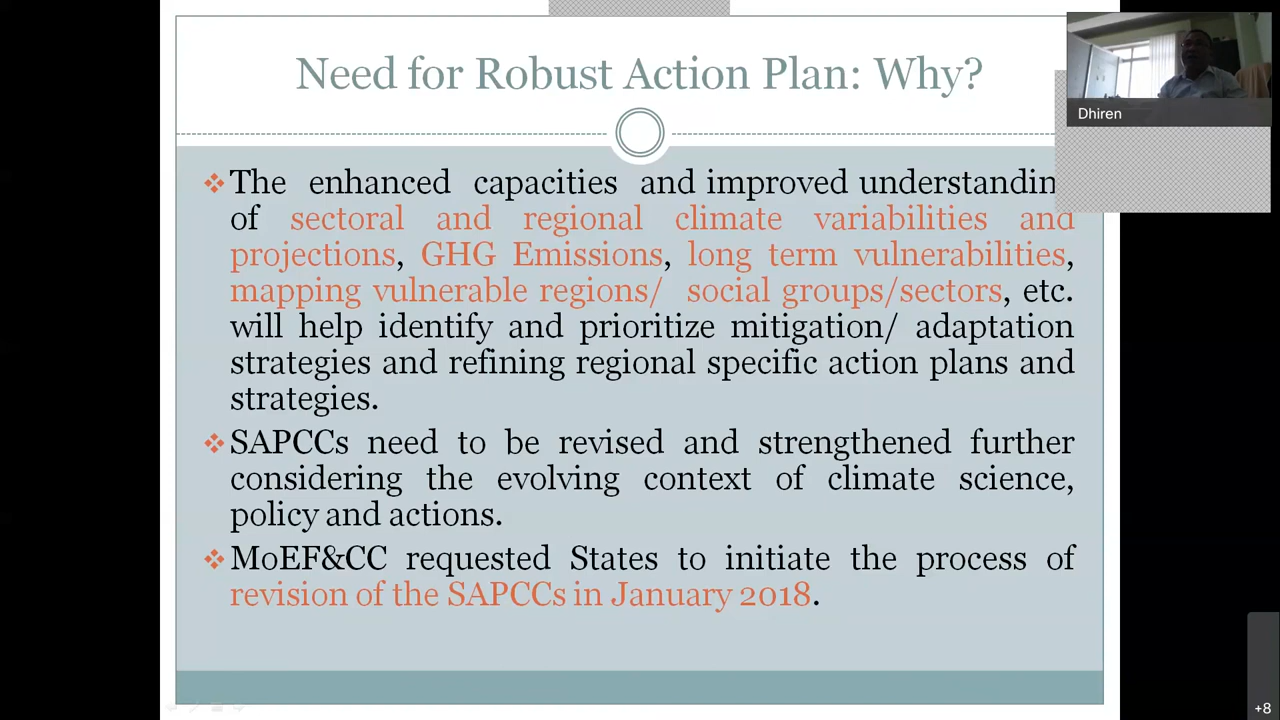 Need for Robust Action Plan: Why?
Dhiren
The enhanced capacities and improved understandin
of sectoral and regional climate variabilities and
projections, GHG Emissions, long term vulnerabilities,
mapping vulnerable regions/ social groups/sectors, etc.
will help identify and prioritize mitigation/ adaptation
strategies and refining regional specific action plans and
strategies.
SAPCCs need to be revised and strengthened further
considering the evolving context of climate science,
policy and actions.
MoEF&CC requested States to initiate the process of
revision of the SAPCCs in January 2018.
+8